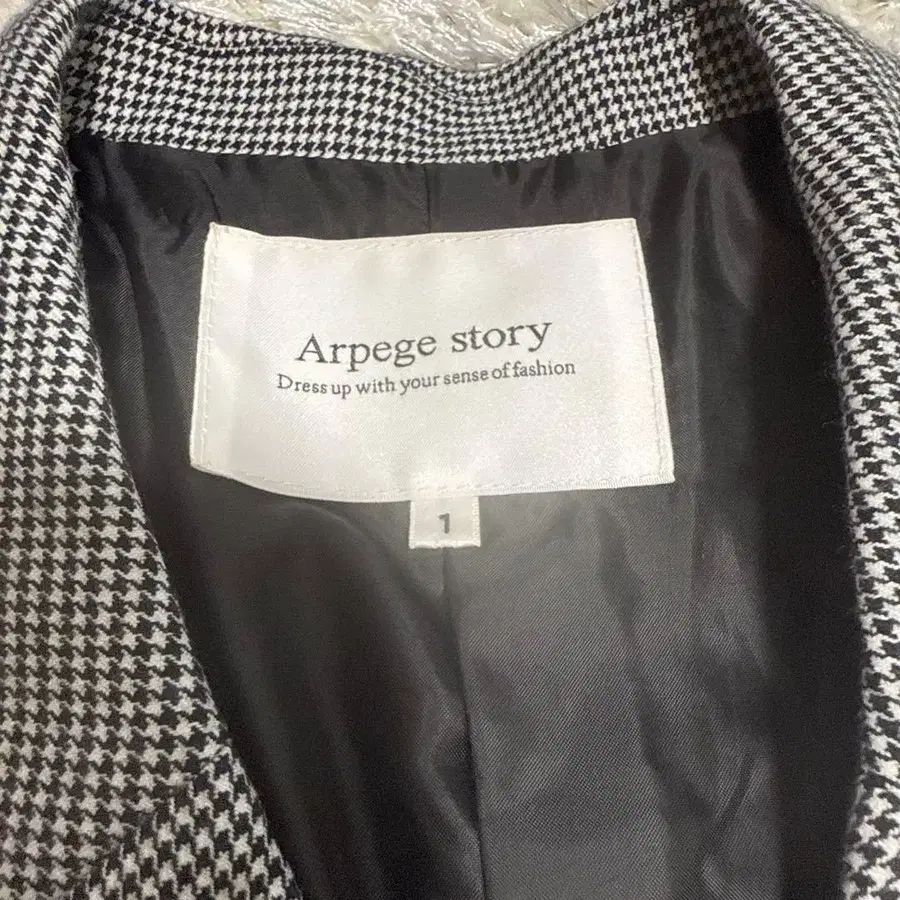 Arpege story
Dress up with your sense of fashion
1